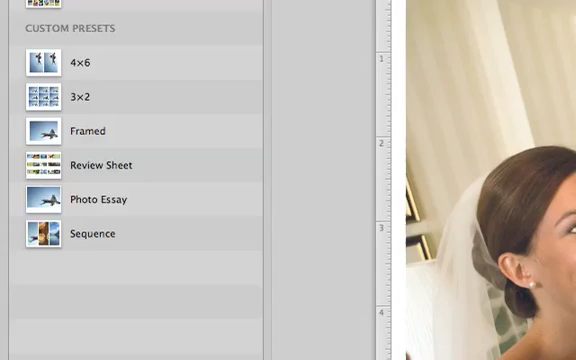 CUSTOM PRESETS
4×6
3×2
Framed
Review Sheet
Photo Essay
Sequence
1
2
3
4